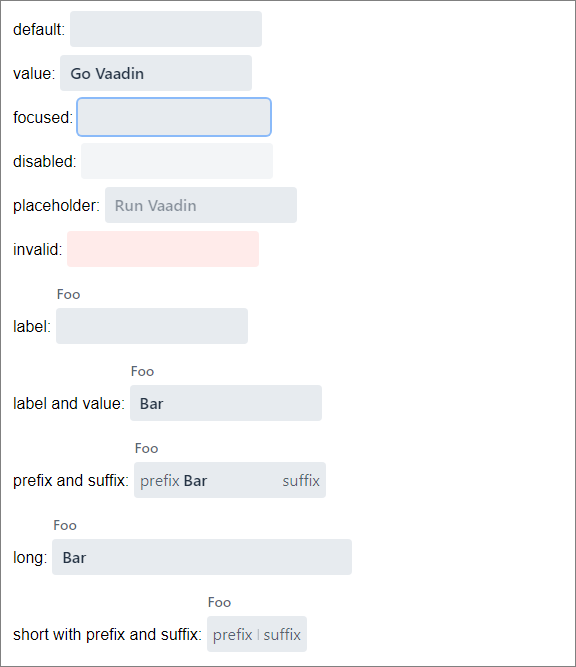 default:
value: Go Vaadin
focused:
disabled:
placeholder: Run Vaadin
invalid:
Foo
label:
Foo
label and value: Bar
Foo
prefix and suffix: prefix Bar suffix
Foo
long: Bar
Foo
short with prefix and suffix: prefix suffix